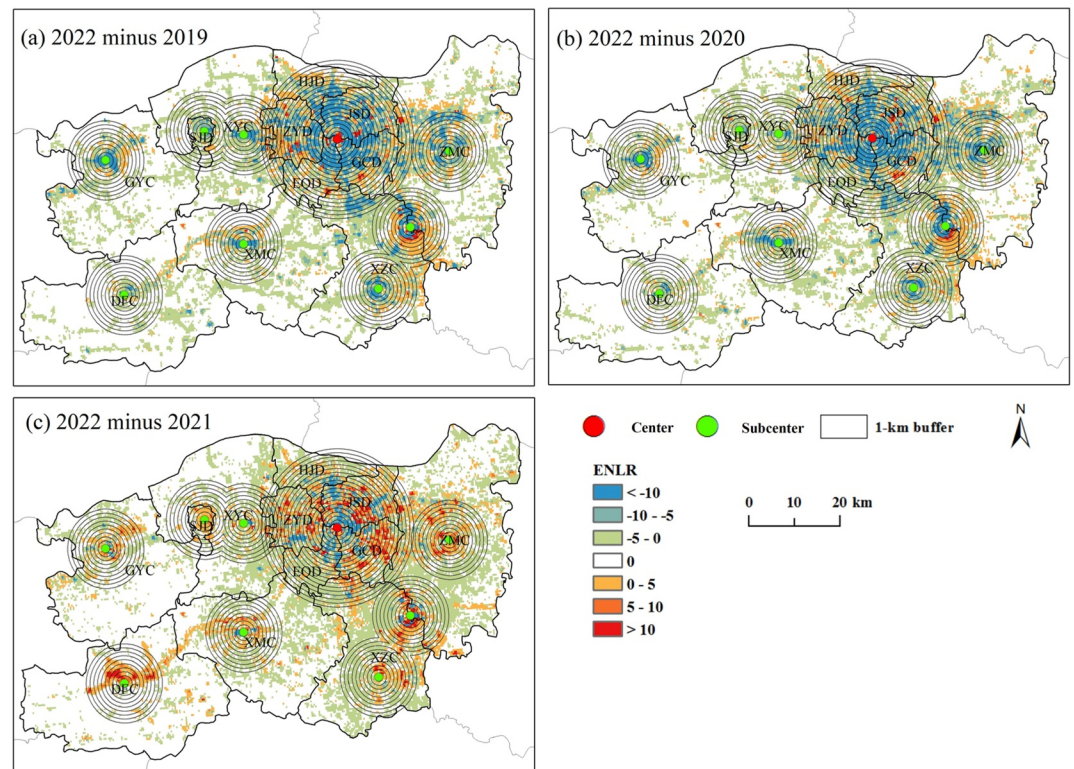 (a) 2022 minus 2019
HJD
JSD
XYC
SJD
ZYD
ZMC
GCD
GYC
EQD
XMC
XZC
DFC
(b) 2022 minus 2020
HJD
JSD
XYC
SJD
ZYD
ZMC
GCD
GYC
EQD
XMC
XZC
DFC
(c) 2022 minus 2021
HJD
JSD
XYC
SJD
ZYD
ZMC
GCD
GYC
EQD
XMC
XZC
DFC
Center Subcenter 1-km buffer
N
ENLR
< -10
-10 - -5
-5 - 0
0
0 - 5
5 - 10
> 10
0 10 20 km